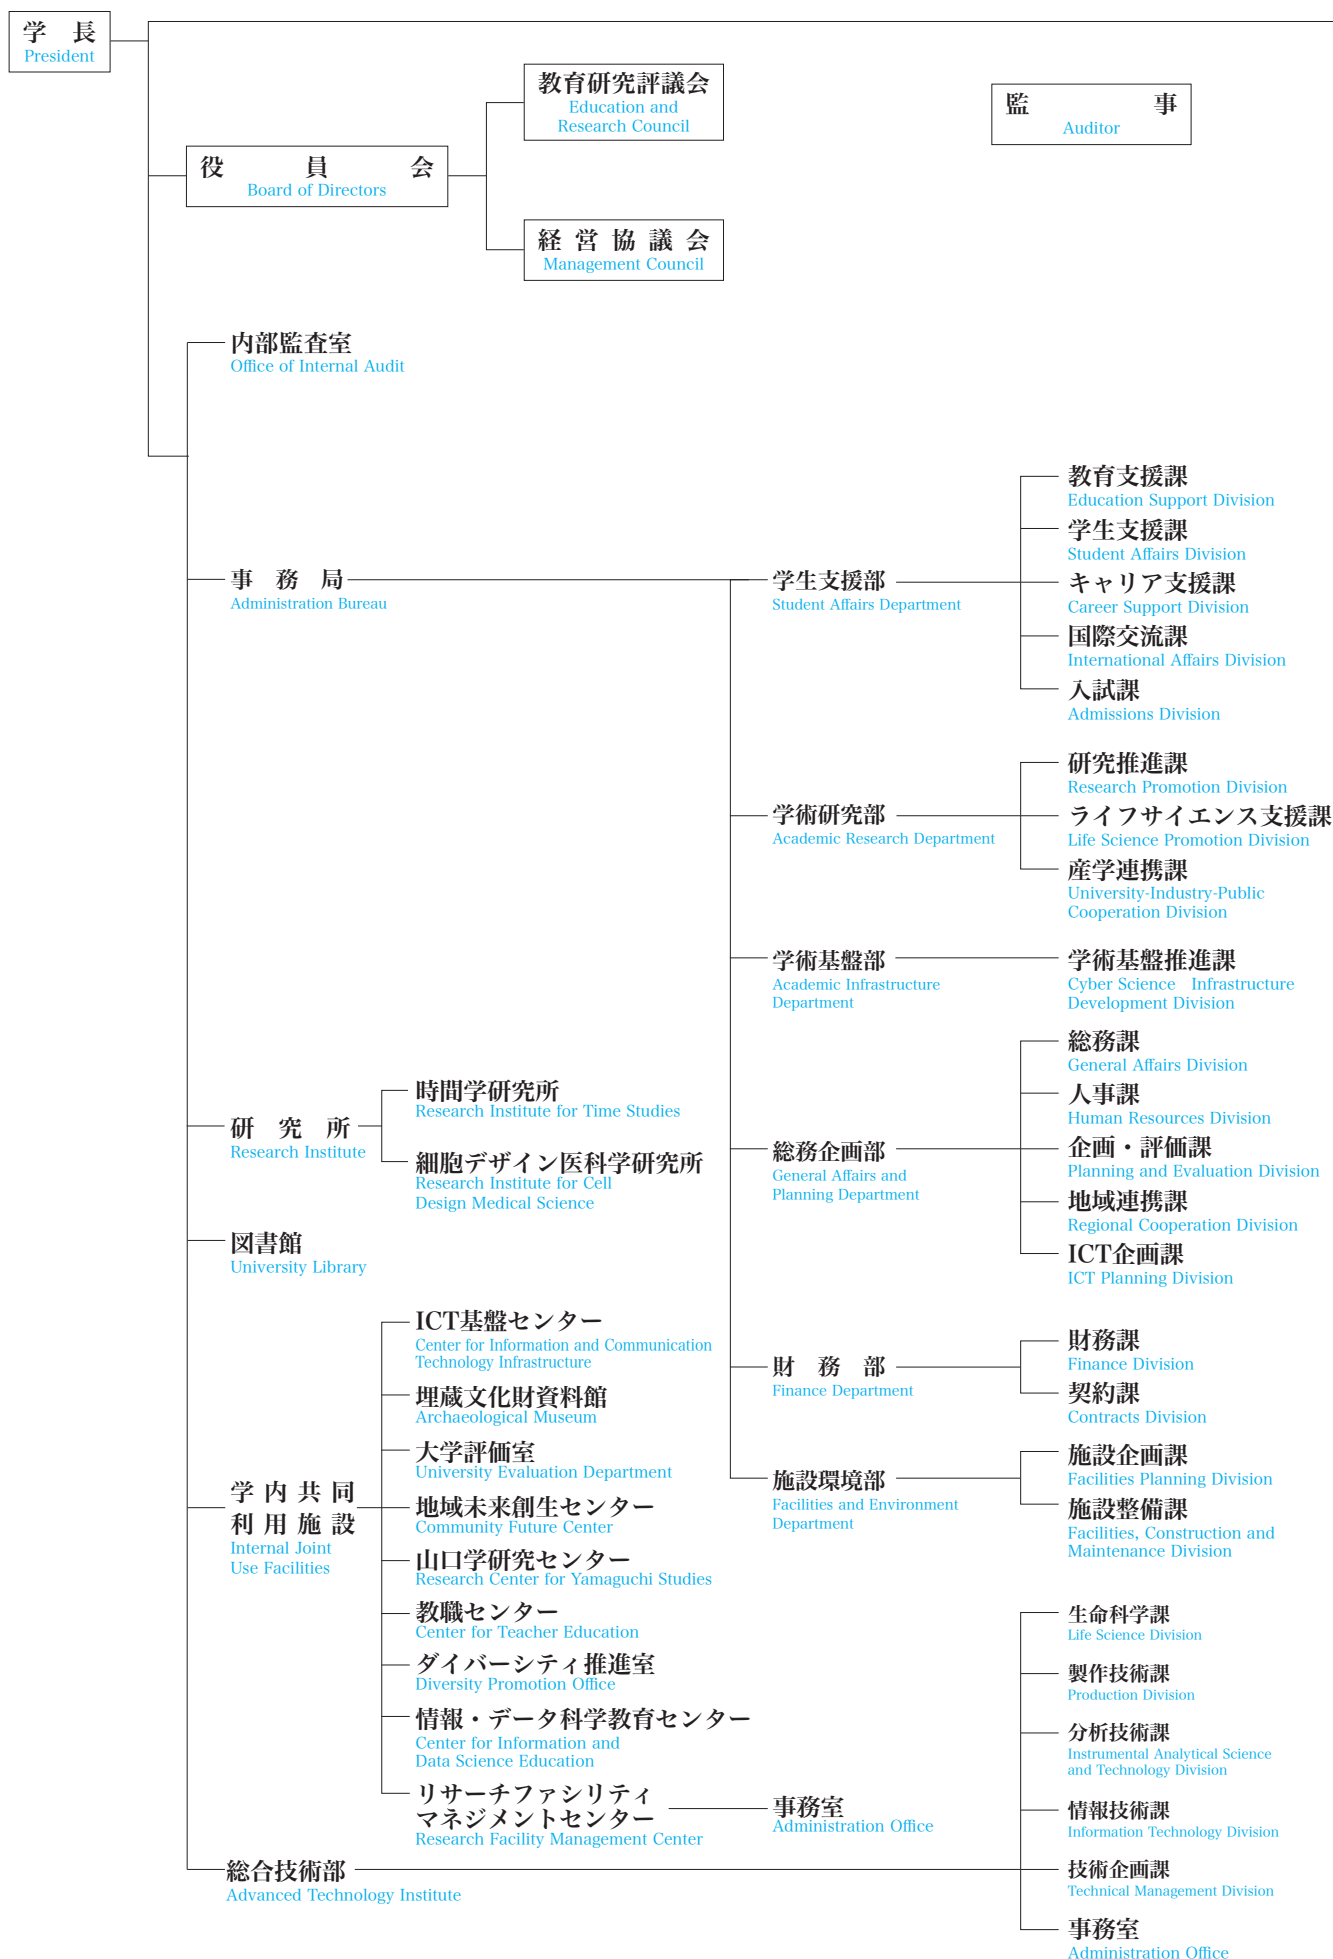 学 長
President
教育研究評議会
Education and
Research Council
監 事
Auditor
役 員 会
Board of Directors
経 営 協 議 会
Management Council
内部監査室
Office of Internal Audit
事 務 局
Administration Bureau
学生支援部
Student Affairs Department
教育支援課
Education Support Division
学生支援課
Student Affairs Division
キャリア支援課
Career Support Division
国際交流課
International Affairs Division
入試課
Admissions Division
学術研究部
Academic Research Department
研究推進課
Research Promotion Division
ライフサイエンス支援課
Life Science Promotion Division
産学連携課
University-Industry-Public
Cooperation Division
学術基盤部
Academic Infrastructure
Department
学術基盤推進課
Cyber Science Infrastructure
Development Division
総務企画部
General Affairs and
Planning Department
総務課
General Affairs Division
人事課
Human Resources Division
企画・評価課
Planning and Evaluation Division
地域連携課
Regional Cooperation Division
ICT企画課
ICT Planning Division
財 務 部
Finance Department
財務課
Finance Division
契約課
Contracts Division
施設環境部
Facilities and Environment
Department
施設企画課
Facilities Planning Division
施設整備課
Facilities, Construction and
Maintenance Division
研 究 所
Research Institute
時間学研究所
Research Institute for Time Studies
細胞デザイン医科学研究所
Research Institute for Cell
Design Medical Science
図書館
University Library
学 内 共 同
利 用 施 設
Internal Joint
Use Facilities
ICT基盤センター
Center for Information and Communication
Technology Infrastructure
埋蔵文化財資料館
Archaeological Museum
大学評価室
University Evaluation Department
地域未来創生センター
Community Future Center
山口学研究センター
Research Center for Yamaguchi Studies
教職センター
Center for Teacher Education
ダイバーシティ推進室
Diversity Promotion Office
情報・データ科学教育センター
Center for Information and
Data Science Education
リサーチファシリティ
マネジメントセンター
Research Facility Management Center
事務室
Administration Office
総合技術部
Advanced Technology Institute
生命科学課
Life Science Division
製作技術課
Production Division
分析技術課
Instrumental Analytical Science
and Technology Division
情報技術課
Information Technology Division
技術企画課
Technical Management Division
事務室
Administration Office